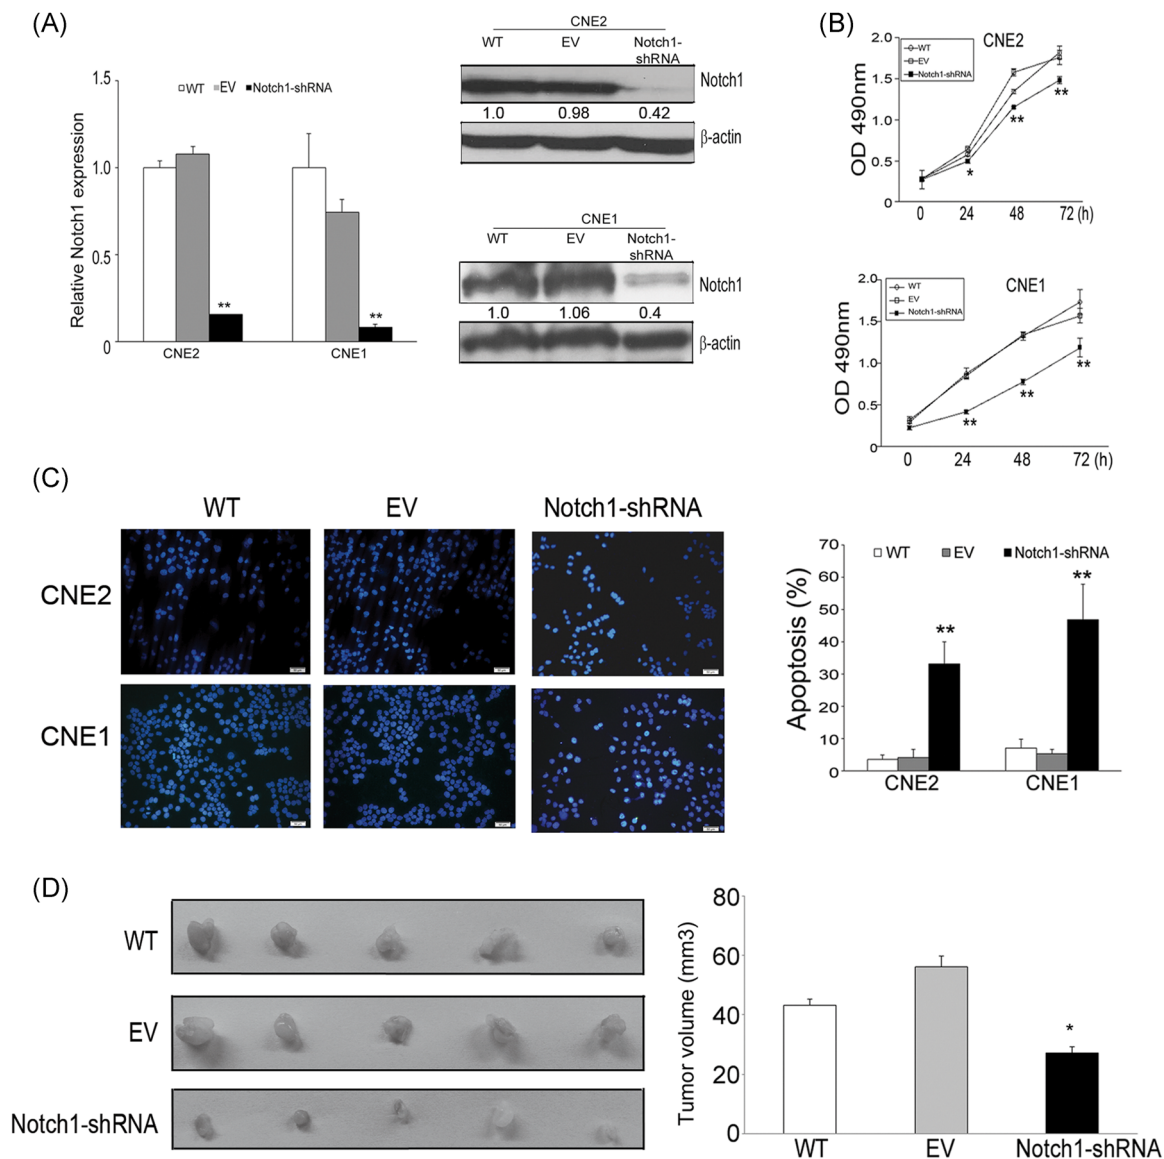 (A)
1.5
1.0
0.5
0
Relative Notch1 expression
WT EV Notch1-shRNA
** **
CNE2 CNE1
CNE2
WT EV Notch1-
shRNA
Notch1
1.0 0.98 0.42
β-actin
CNE1
WT EV Notch1-
shRNA
Notch1
1.0 1.06 0.4
β-actin
(B)
CNE2
WT
EV
Notch1-shRNA
OD 490nm
2.0
1.5
1.0
0.5
0
* ** **
0 24 48 72 (h)
CNE1
WT
EV
Notch1-shRNA
OD 490nm
2.0
1.5
1.0
0.5
0
** ** **
0 24 48 72 (h)
(C)
WT EV Notch1-shRNA
CNE2
CNE1
Apoptosis (%)
70
60
50
40
30
20
10
0
WT EV Notch1-shRNA
** **
CNE2 CNE1
(D)
WT
EV
Notch1-shRNA
Tumor volume (mm3)
80
60
40
20
0
*
WT EV Notch1-shRNA